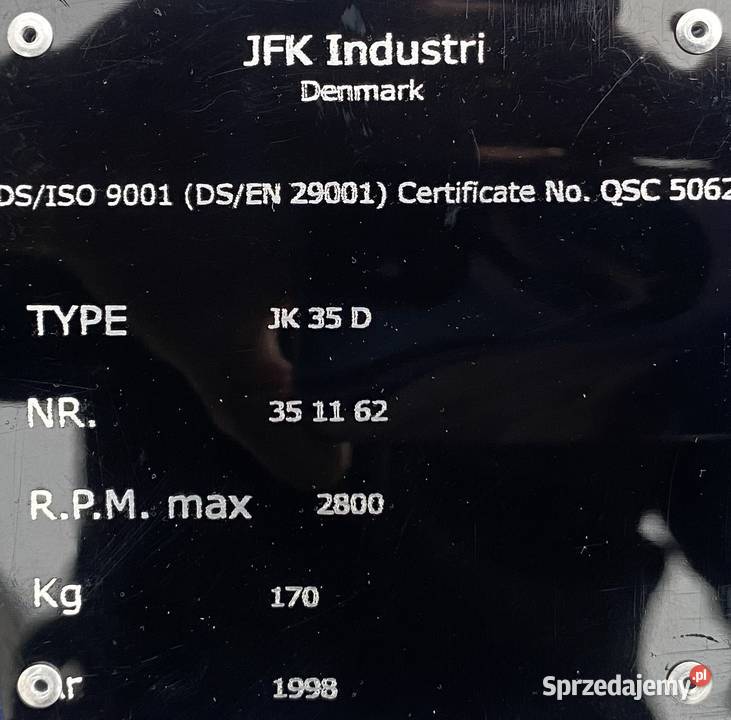 JFK Industri
Denmark
DS/ISO 9001 (DS/EN 29001) Certificate No. QSC 5062
TYPE JK 35 D
NR. 35 11 62
R.P.M. max 2800
Kg 170
1998
Sprzedajemy.pl